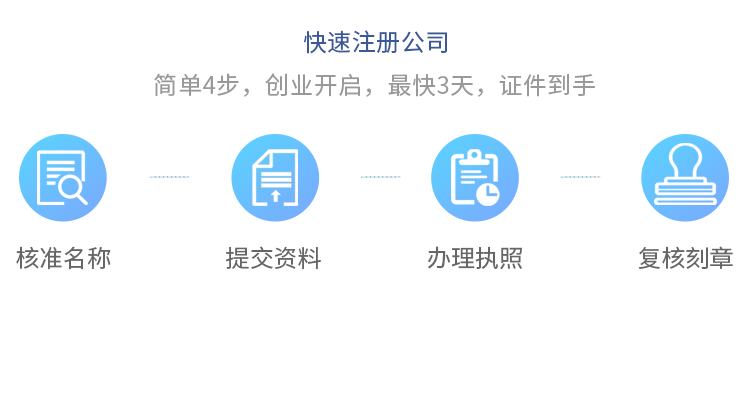 快速注册公司
简单4步，创业开启，最快3天，证件到手
核准名称
提交资料
办理执照
复核刻章